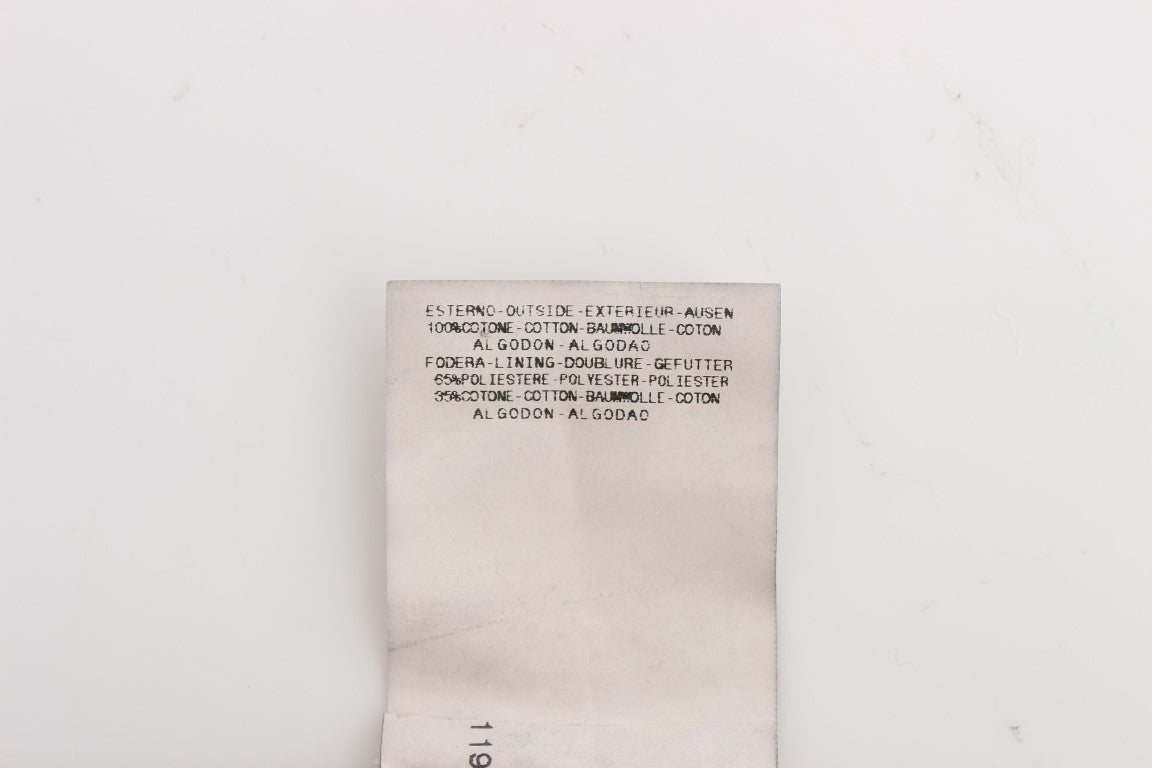 ESTERNO-OUTSIDE-EXTERIEUR-AUSEN
100%COTONE-COTTON-BAUMWOLLE-COTON
ALGODON-ALGODAO
FODERA-LINING-DOUBLURE-GEFUTTER
65%POLIESTERE-POLYESTER-POLIESTER
35%COTONE-COTTON-BAUMWOLLE-COTON
ALGODON-ALGODAO
119